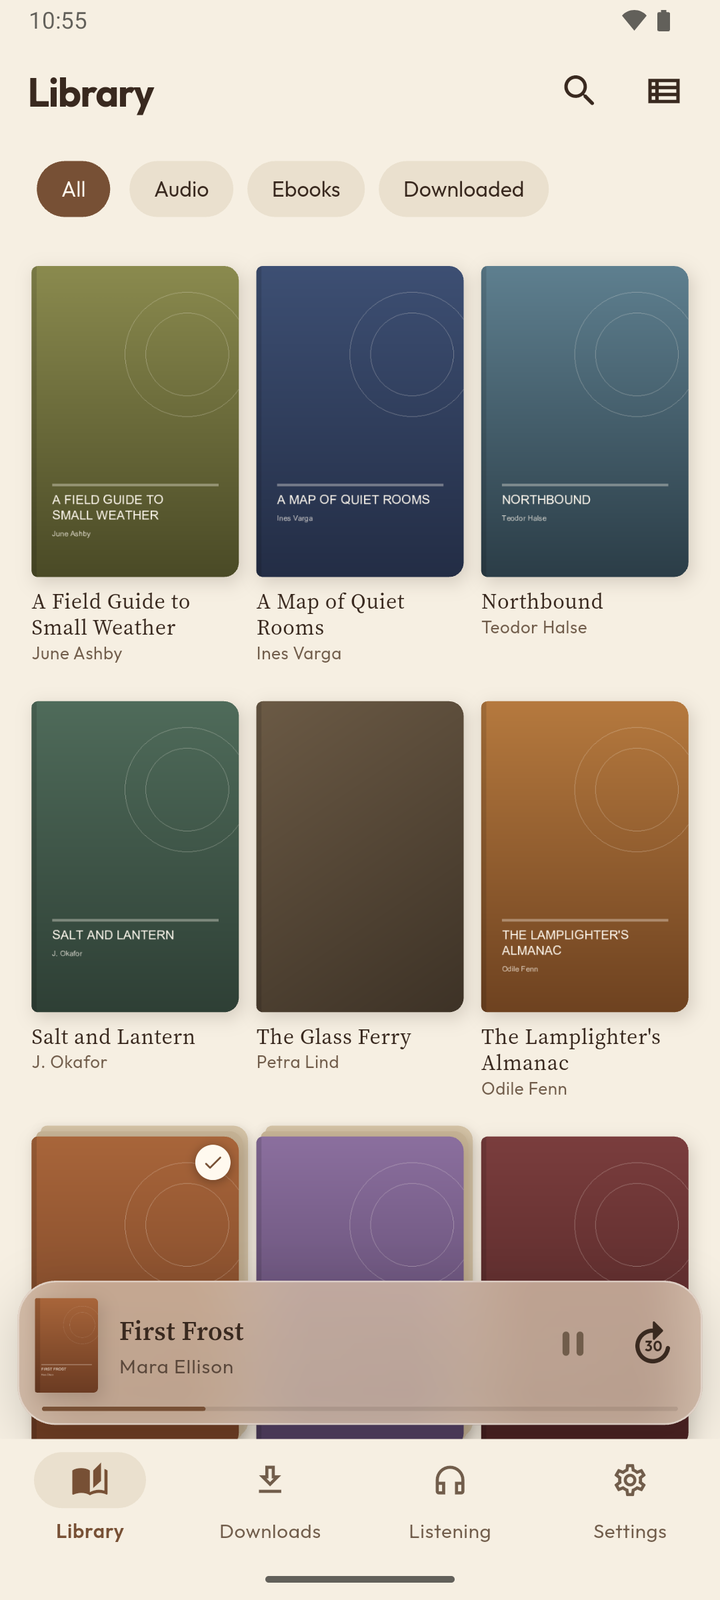 10:55
Library
All
Audio
Ebooks
Downloaded
A FIELD GUIDE TO
SMALL WEATHER
June Ashby
A MAP OF QUIET ROOMS
Ines Varga
NORTHBOUND
Teodor Halse
A Field Guide to
Small Weather
June Ashby
A Map of Quiet
Rooms
Ines Varga
Northbound
Teodor Halse
SALT AND LANTERN
J. Okafor
THE LAMPLIGHTER'S
ALMANAC
Odile Fenn
Salt and Lantern
J. Okafor
The Glass Ferry
Petra Lind
The Lamplighter's
Almanac
Odile Fenn
FIRST FROST
First Frost
Mara Ellison
30
Library
Downloads
Listening
Settings